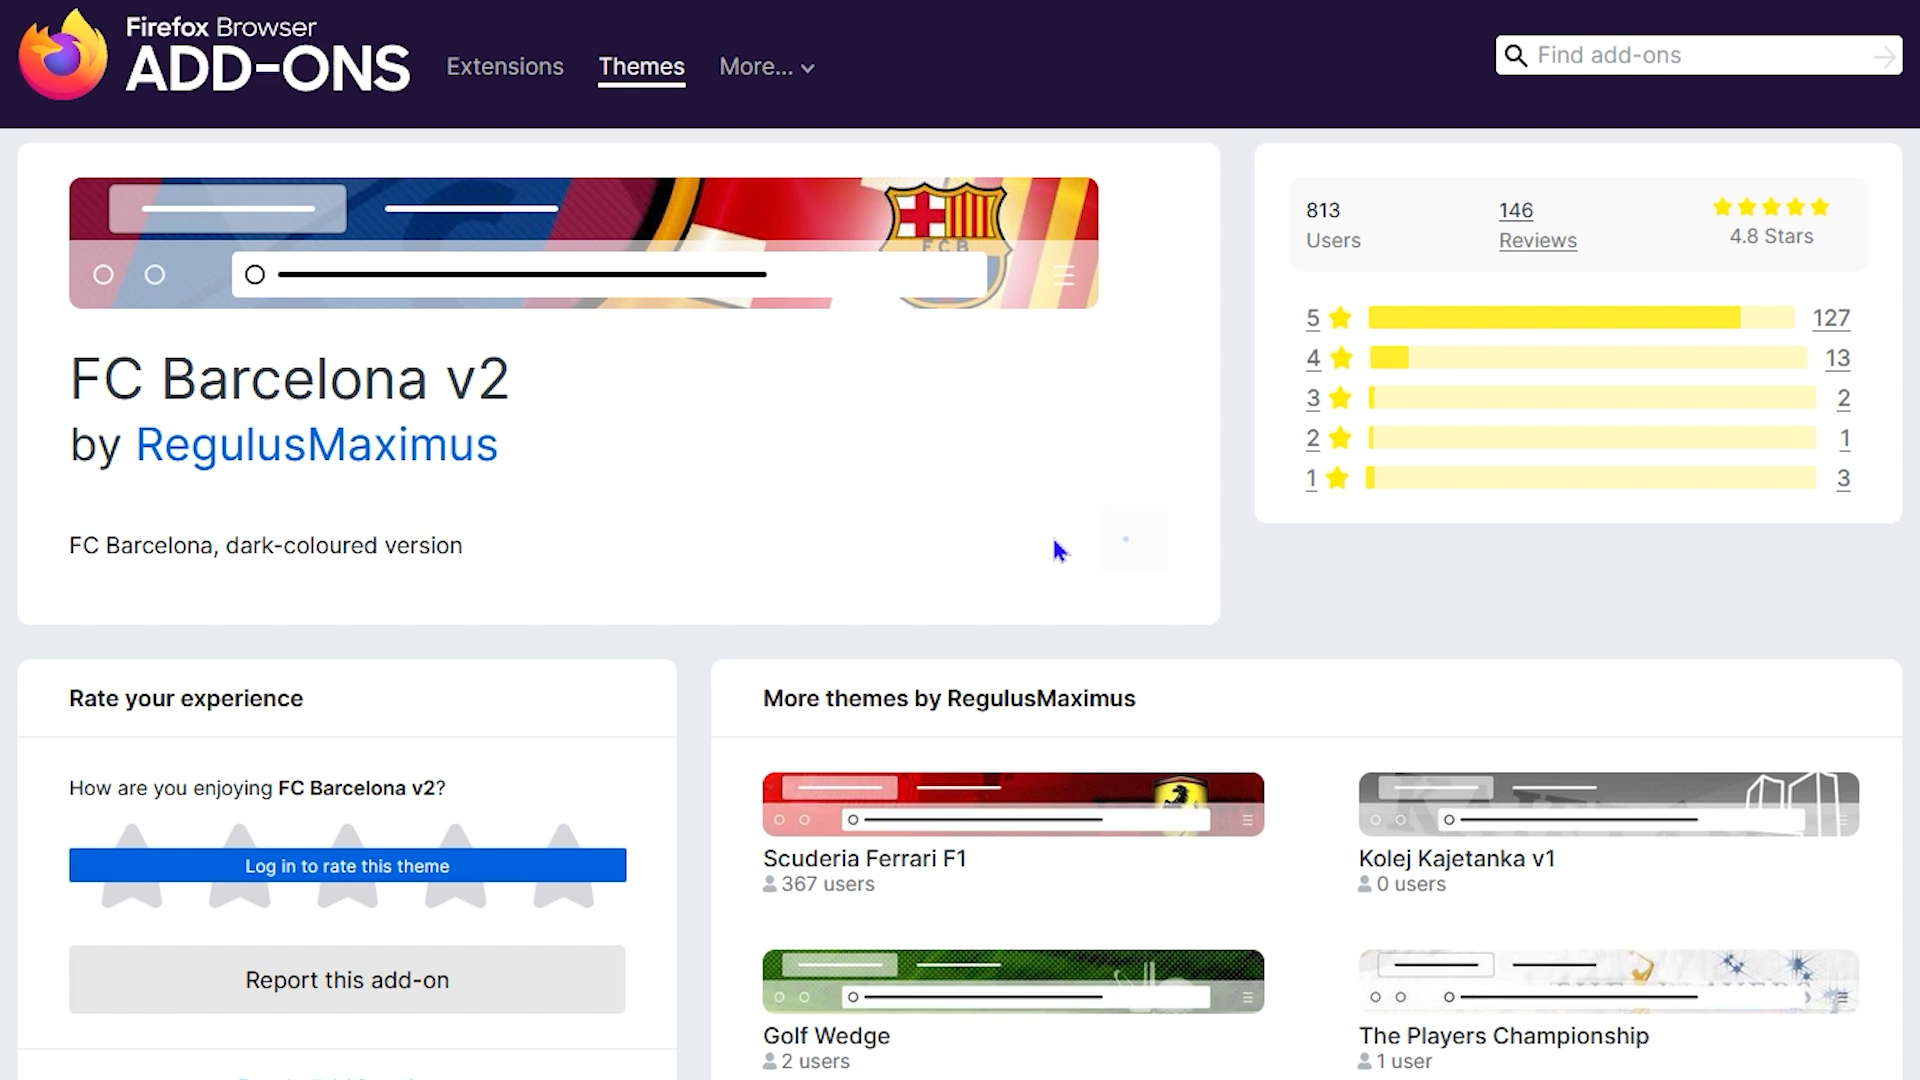 Firefox Browser
ADD-ONS
Extensions
Themes
More...
Find add-ons
FCB
FC Barcelona v2
by RegulusMaximus
FC Barcelona, dark-coloured version
813
Users
146
Reviews
4.8 Stars
5 127
4 13
3 2
2 1
1 3
Rate your experience
How are you enjoying FC Barcelona v2?
Log in to rate this theme
Report this add-on
More themes by RegulusMaximus
Scuderia Ferrari F1
367 users
Kolej Kajetanka v1
0 users
Golf Wedge
2 users
The Players Championship
1 user